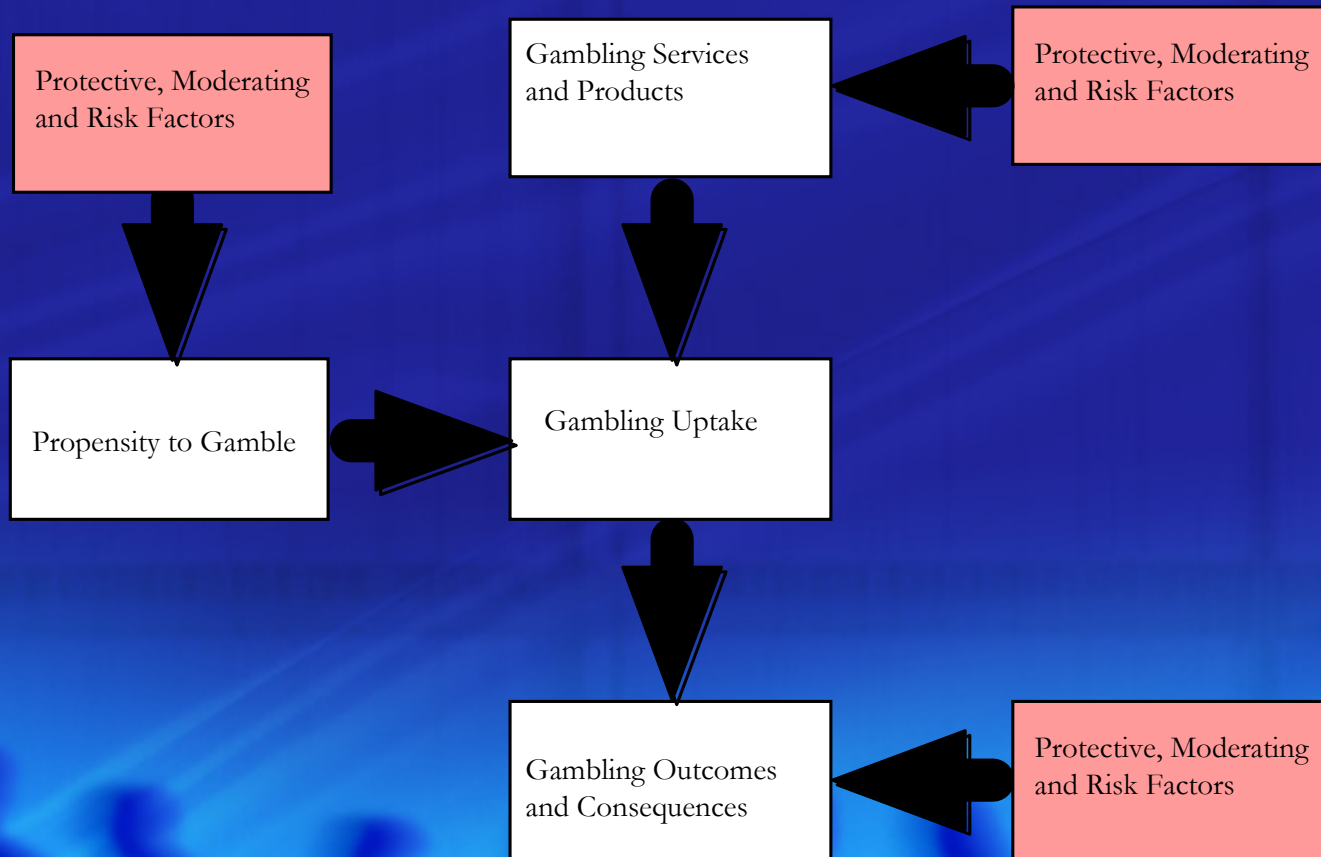 Protective, Moderating
and Risk Factors
Gambling Services
and Products
Protective, Moderating
and Risk Factors
Propensity to Gamble
Gambling Uptake
Gambling Outcomes
and Consequences
Protective, Moderating
and Risk Factors